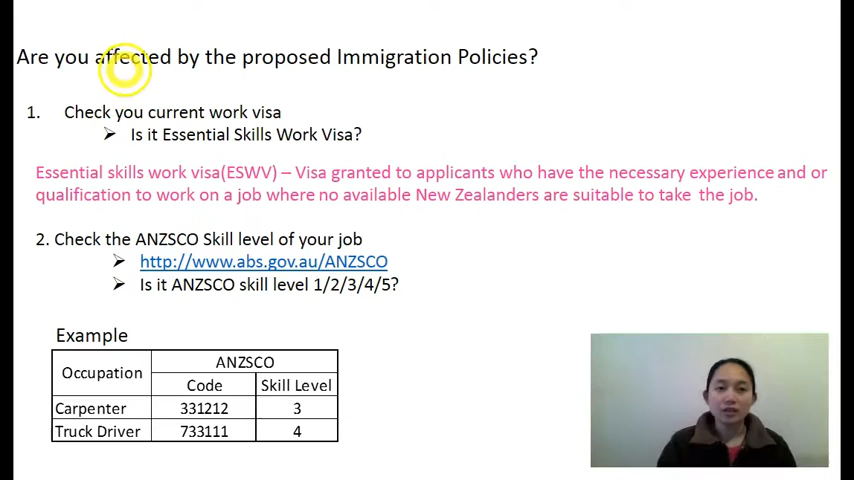 Are you affected by the proposed Immigration Policies?
1. Check you current work visa
➢ Is it Essential Skills Work Visa?
Essential skills work visa(ESWV) – Visa granted to applicants who have the necessary experience and or
qualification to work on a job where no available New Zealanders are suitable to take the job.
2. Check the ANZSCO Skill level of your job
➢ http://www.abs.gov.au/ANZSCO
➢ Is it ANZSCO skill level 1/2/3/4/5?
Example
Occupation ANZSCO
Code Skill Level
Carpenter 331212 3
Truck Driver 733111 4